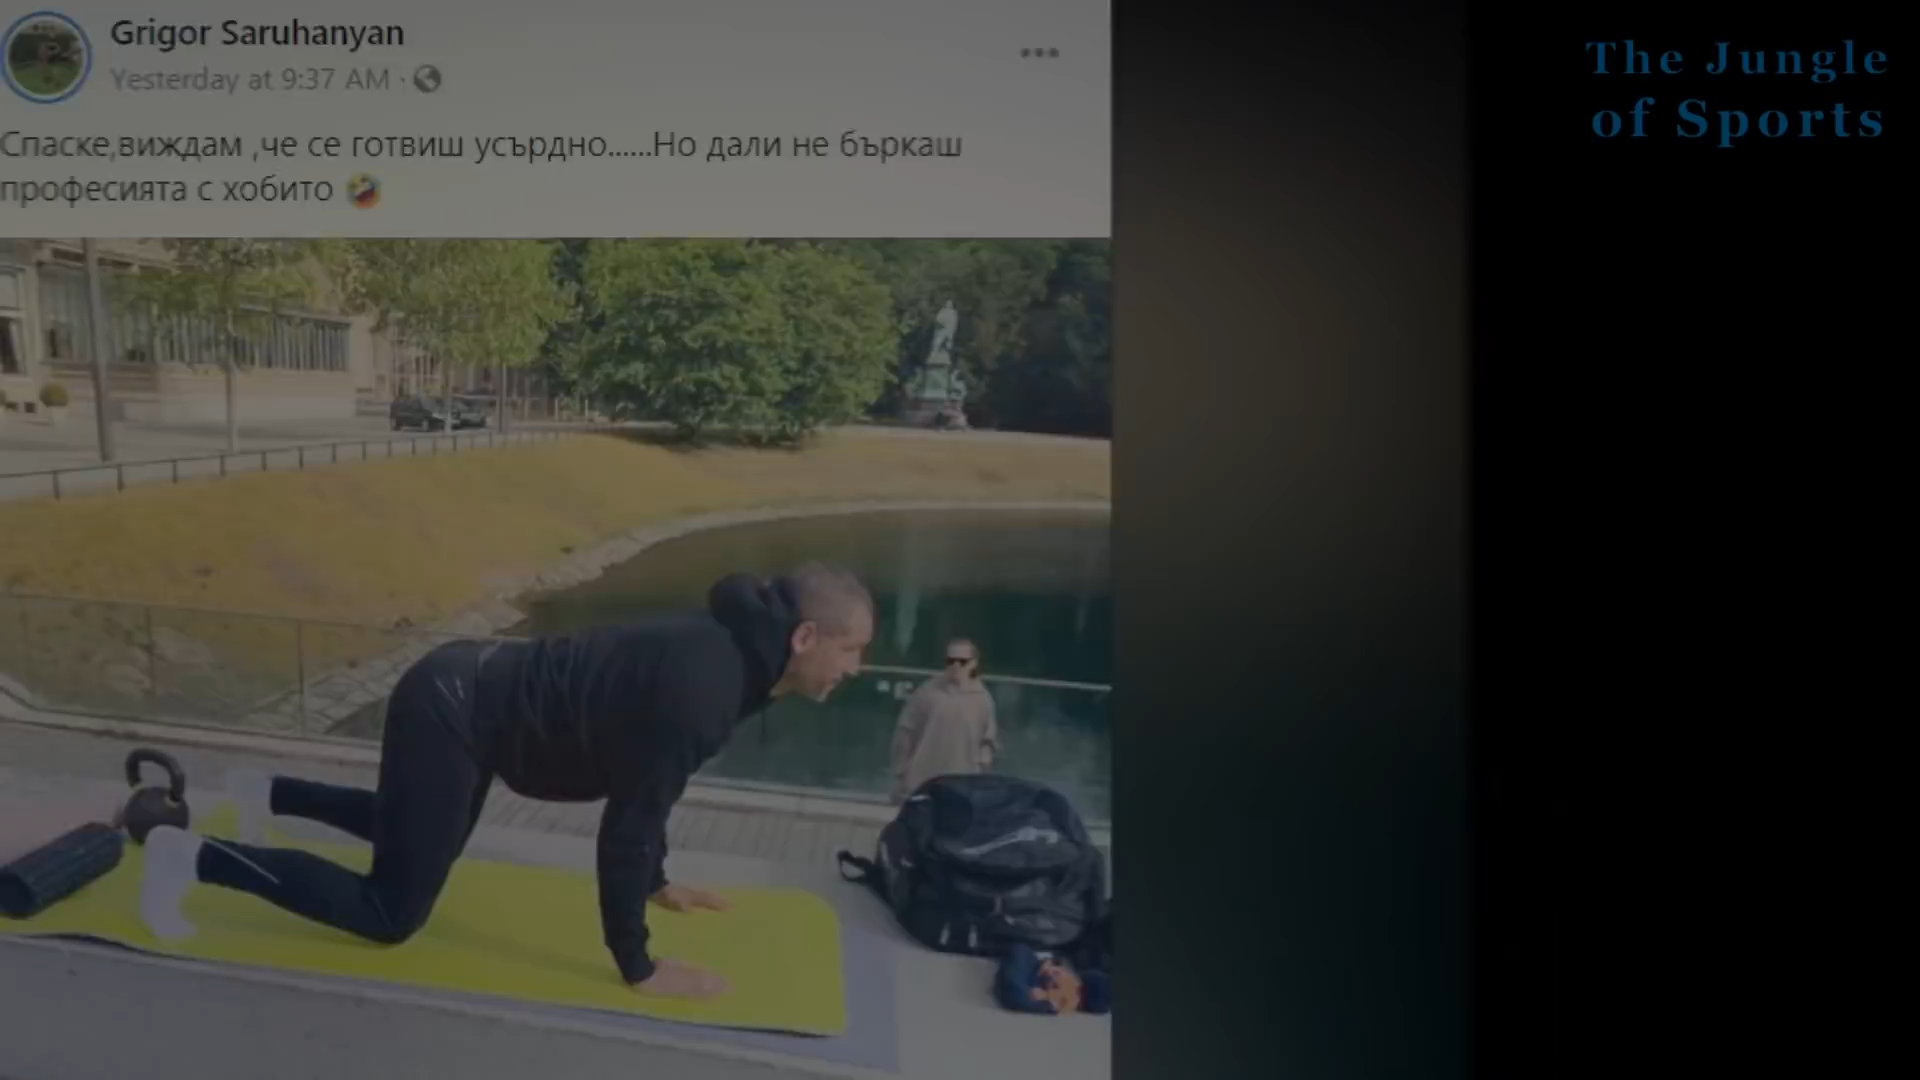 Grigor Saruhanyan
Yesterday at 9:37 AM ·
Спаске,виждам ,че се готвиш усърдно......Но дали не бъркаш
професията с хобито 🤣
The Jungle
of Sports